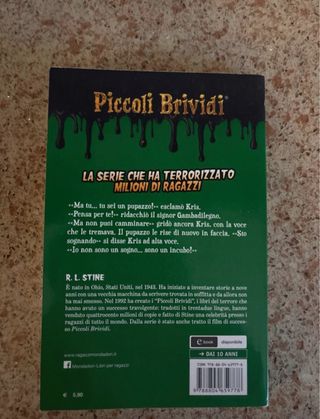 Piccoli Brividi®
LA SERIE CHE HA TERRORIZZATO
MILIONI DI RAGAZZI
«Ma tu... tu sei un pupazzo!» esclamò Kris.
«Pensa per te!» ridacchiò il signor Gambadilegno.
«Ma non puoi camminare» gridò ancora Kris, con la voce
che le tremava. Il pupazzo le rise di nuovo in faccia. «Sto
sognando» si disse Kris ad alta voce.
«Io non sono un sogno... sono un incubo!»
R. L. STINE
È nato in Ohio, Stati Uniti, nel 1943. Ha iniziato a inventare storie a nove
anni con una vecchia macchina da scrivere trovata in soffitta e da allora non
ha mai smesso. Nel 1992 ha creato i "Piccoli Brividi", i libri del terrore che
hanno avuto un successo travolgente: tradotti in trentadue lingue, hanno
venduto quattrocento milioni di copie e fatto di Stine una celebrità presso i
ragazzi di tutto il mondo. Dalla serie è stato anche tratto il film di successo
Piccoli Brividi.
ebook disponibile
DAI 10 ANNI
www.ragazzimondadori.it
Mondadori-Libri per ragazzi
€ 5,90